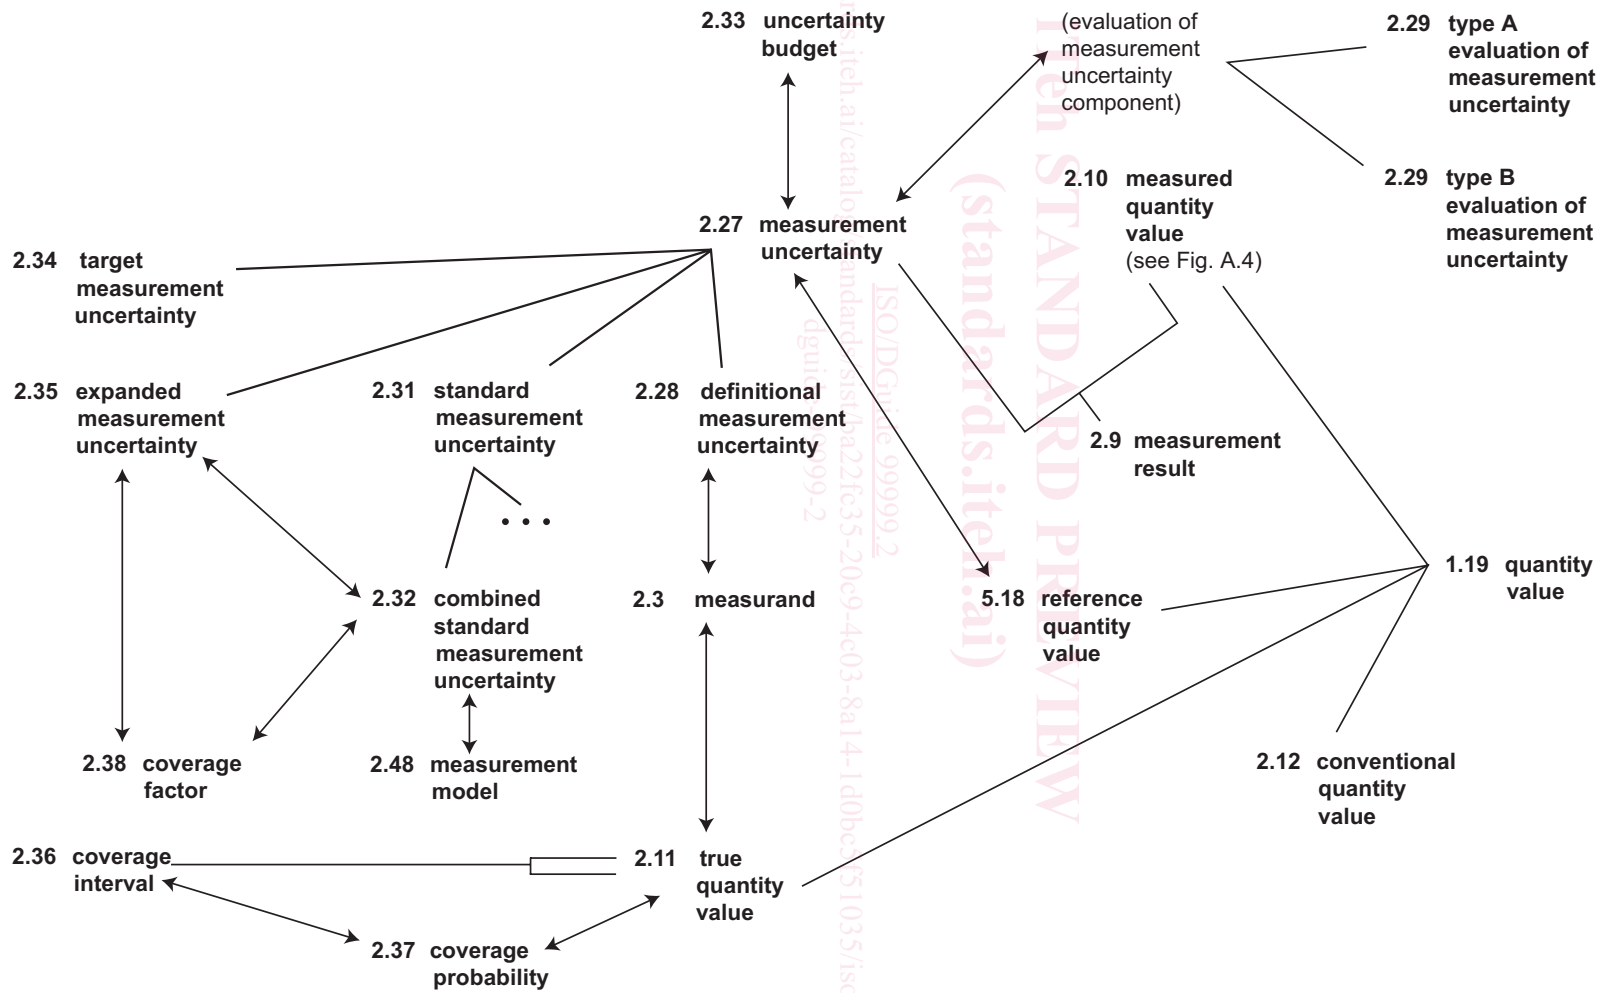 2.33 uncertainty
budget
(evaluation of
measurement
uncertainty
component)
2.29 type A
evaluation of
measurement
uncertainty
2.10 measured
quantity
value
(see Fig. A.4)
2.29 type B
evaluation of
measurement
uncertainty
2.27 measurement
uncertainty
2.34 target
measurement
uncertainty
2.35 expanded
measurement
uncertainty
2.31 standard
measurement
uncertainty
2.28 definitional
measurement
uncertainty
2.9 measurement
result
• • •
2.32 combined
standard
measurement
uncertainty
2.3 measurand
5.18 reference
quantity
value
1.19 quantity
value
2.38 coverage
factor
2.48 measurement
model
2.12 conventional
quantity
value
2.36 coverage
interval
2.11 true
quantity
value
2.37 coverage
probability
iTeh STANDARD PREVIEW
(standards.iteh.ai)
ISO/DGuide 99999.2